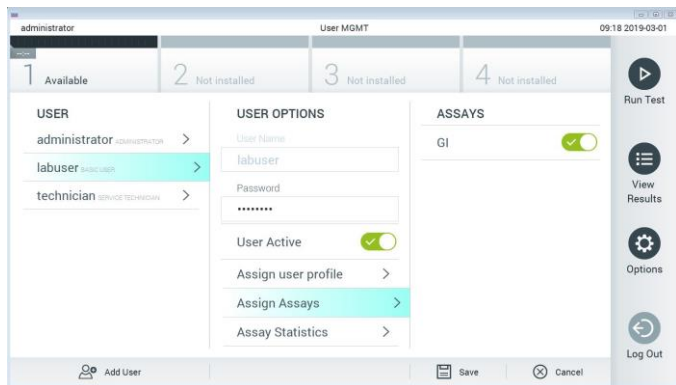 administrator User MGMT 09:18 2019-03-01
1 Available 2 Not installed 3 Not installed 4 Not installed
Run Test
USER
administrator ADMINISTRATOR
labuser BASIC USER
technician SERVICE TECHNICIAN
USER OPTIONS
User Name
labuser
Password
••••••••
User Active
Assign user profile
Assign Assays
Assay Statistics
ASSAYS
GI
View
Results
Options
Log Out
Add User Save Cancel